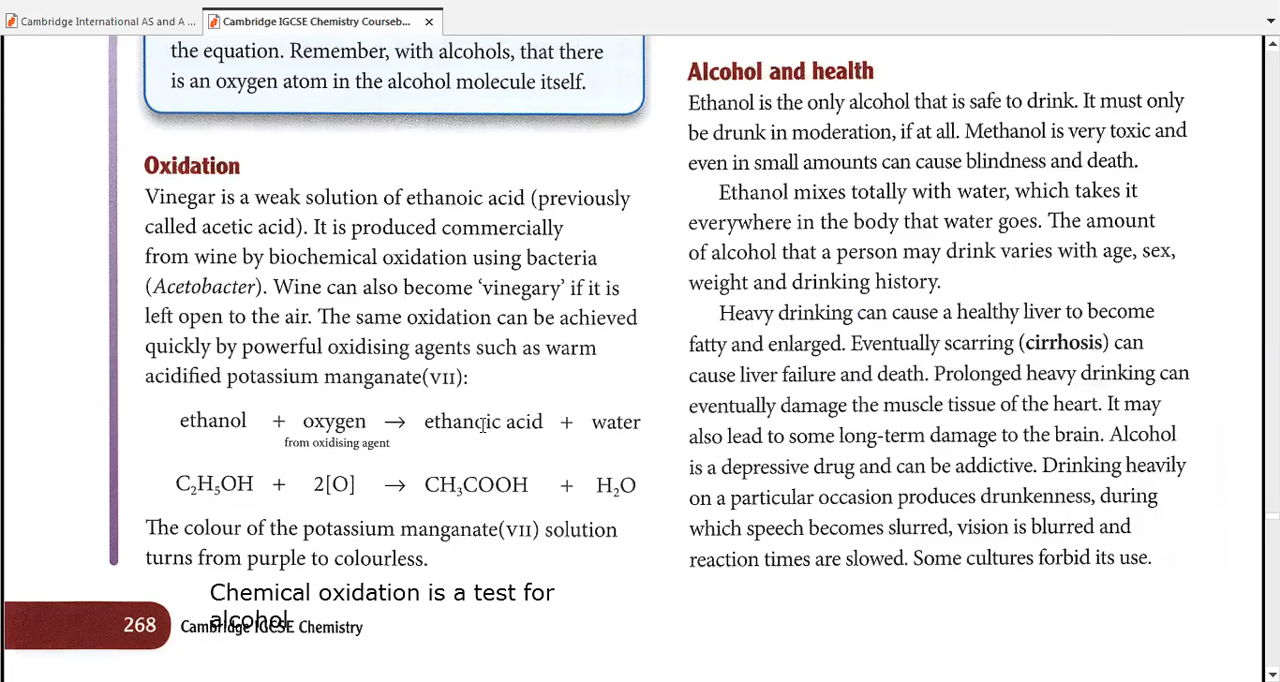 Cambridge International AS and A ...
Cambridge IGCSE Chemistry Courseb...
the equation. Remember, with alcohols, that there
is an oxygen atom in the alcohol molecule itself.
Oxidation
Vinegar is a weak solution of ethanoic acid (previously
called acetic acid). It is produced commercially
from wine by biochemical oxidation using bacteria
(Acetobacter). Wine can also become ‘vinegary’ if it is
left open to the air. The same oxidation can be achieved
quickly by powerful oxidising agents such as warm
acidified potassium manganate(VII):
ethanol + oxygen → ethanoic acid + water
from oxidising agent
C₂H₅OH + 2[O] → CH₃COOH + H₂O
The colour of the potassium manganate(VII) solution
turns from purple to colourless.
Chemical oxidation is a test for
alcohol
268 Cambridge IGCSE Chemistry
Alcohol and health
Ethanol is the only alcohol that is safe to drink. It must only
be drunk in moderation, if at all. Methanol is very toxic and
even in small amounts can cause blindness and death.
Ethanol mixes totally with water, which takes it
everywhere in the body that water goes. The amount
of alcohol that a person may drink varies with age, sex,
weight and drinking history.
Heavy drinking can cause a healthy liver to become
fatty and enlarged. Eventually scarring (cirrhosis) can
cause liver failure and death. Prolonged heavy drinking can
eventually damage the muscle tissue of the heart. It may
also lead to some long-term damage to the brain. Alcohol
is a depressive drug and can be addictive. Drinking heavily
on a particular occasion produces drunkenness, during
which speech becomes slurred, vision is blurred and
reaction times are slowed. Some cultures forbid its use.